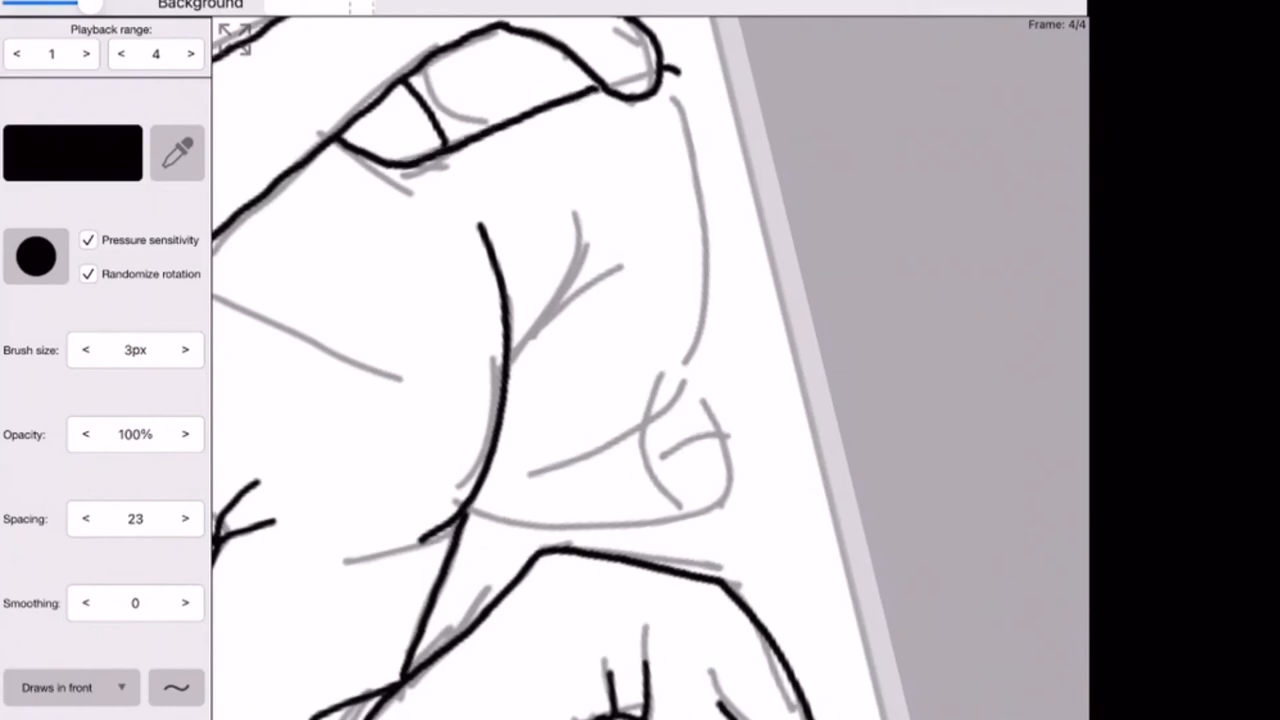 Background
Playback range:
< 1 > < 4 >
Frame: 4/4
Pressure sensitivity
Randomize rotation
Brush size: < 3px >
Opacity: < 100% >
Spacing: < 23 >
Smoothing: < 0 >
Draws in front